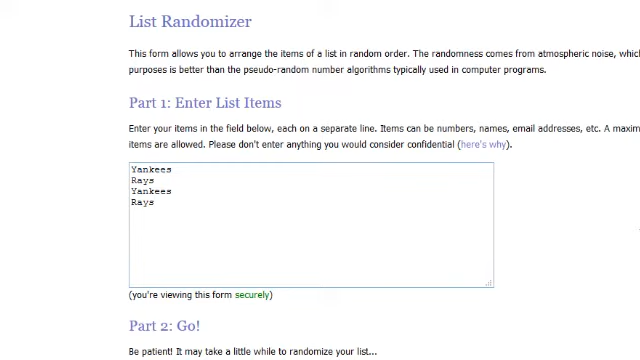 List Randomizer
This form allows you to arrange the items of a list in random order. The randomness comes from atmospheric noise, which
purposes is better than the pseudo-random number algorithms typically used in computer programs.
Part 1: Enter List Items
Enter your items in the field below, each on a separate line. Items can be numbers, names, email addresses, etc. A maxim
items are allowed. Please don't enter anything you would consider confidential (here's why).
Yankees
Rays
Yankees
Rays
(you're viewing this form securely)
Part 2: Go!
Be patient! It may take a little while to randomize your list...